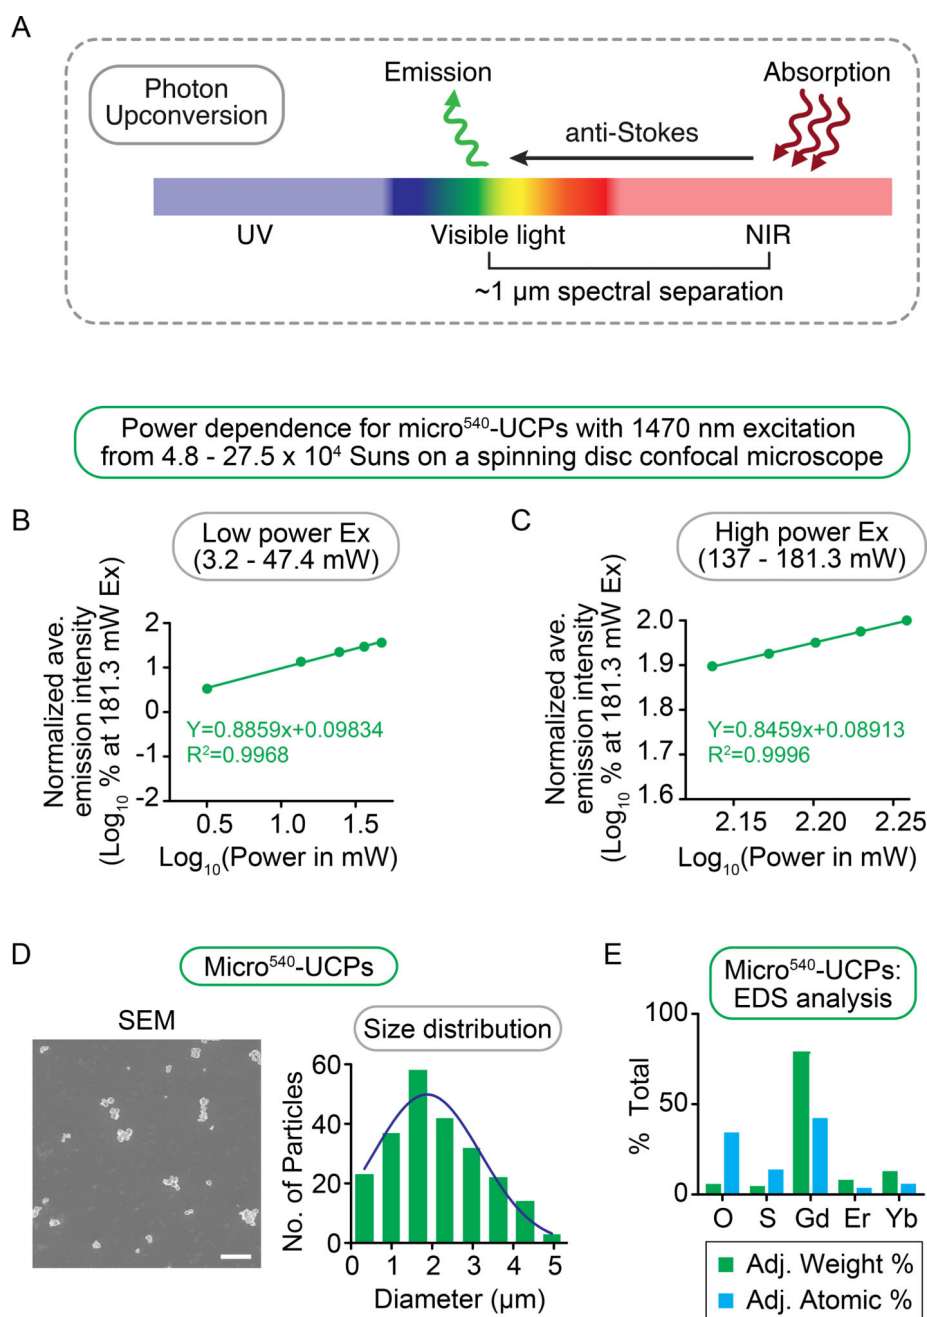 A
Photon
Upconversion
Emission
Absorption
anti-Stokes
UV
Visible light
NIR
~1 µm spectral separation
Power dependence for micro⁵⁴⁰-UCPs with 1470 nm excitation
from 4.8 - 27.5 x 10⁴ Suns on a spinning disc confocal microscope
B
Low power Ex
(3.2 - 47.4 mW)
Normalized ave.
emission intensity
(Log₁₀ % at 181.3 mW Ex)
2
1
0
-1
-2
Y=0.8859x+0.09834
R²=0.9968
0.5
1.0
1.5
Log₁₀(Power in mW)
C
High power Ex
(137 - 181.3 mW)
Normalized ave.
emission intensity
(Log₁₀ % at 181.3 mW Ex)
2.0
1.9
1.8
1.7
1.6
Y=0.8459x+0.08913
R²=0.9996
2.15
2.20
2.25
Log₁₀(Power in mW)
D
Micro⁵⁴⁰-UCPs
SEM
Size distribution
No. of Particles
60
40
20
0
0
1
2
3
4
5
Diameter (µm)
E
Micro⁵⁴⁰-UCPs:
EDS analysis
% Total
100
50
0
O
S
Gd
Er
Yb
Adj. Weight %
Adj. Atomic %